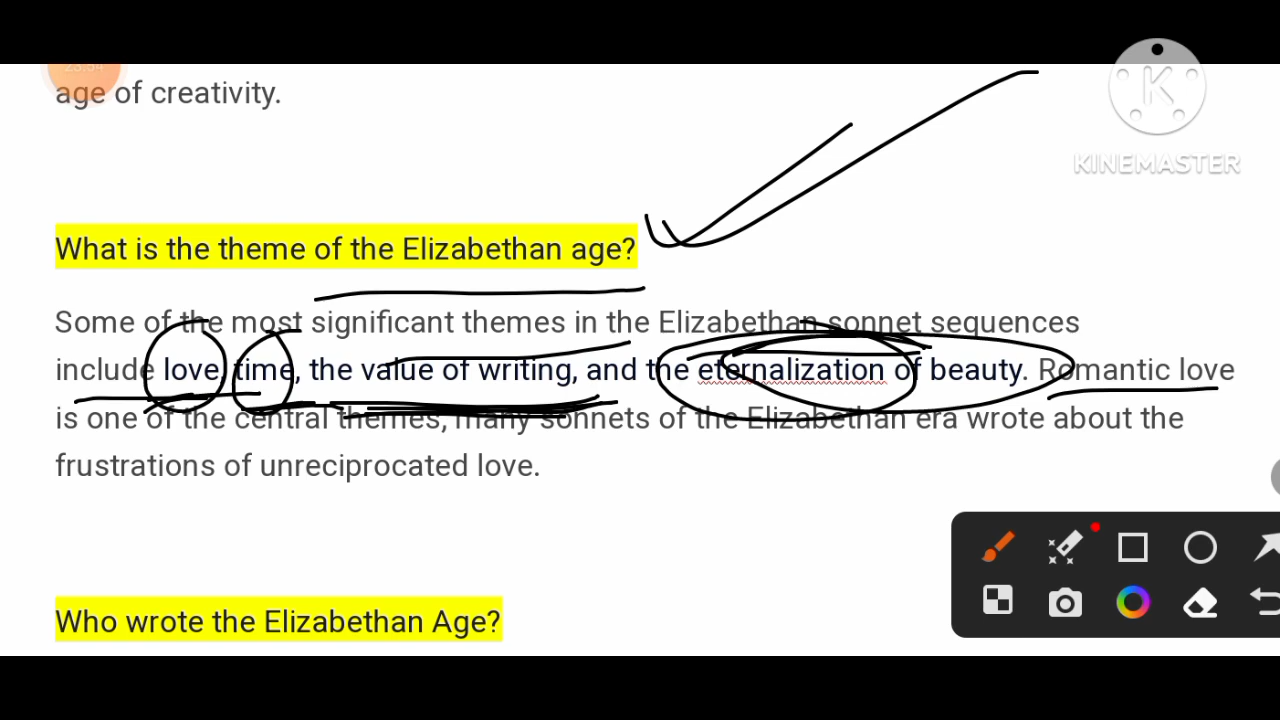 23:54
age of creativity.
KINEMASTER
What is the theme of the Elizabethan age?
Some of the most significant themes in the Elizabethan sonnet sequences
include love, time, the value of writing, and the eternalization of beauty. Romantic love
is one of the central themes, many sonnets of the Elizabethan era wrote about the
frustrations of unreciprocated love.
Who wrote the Elizabethan Age?